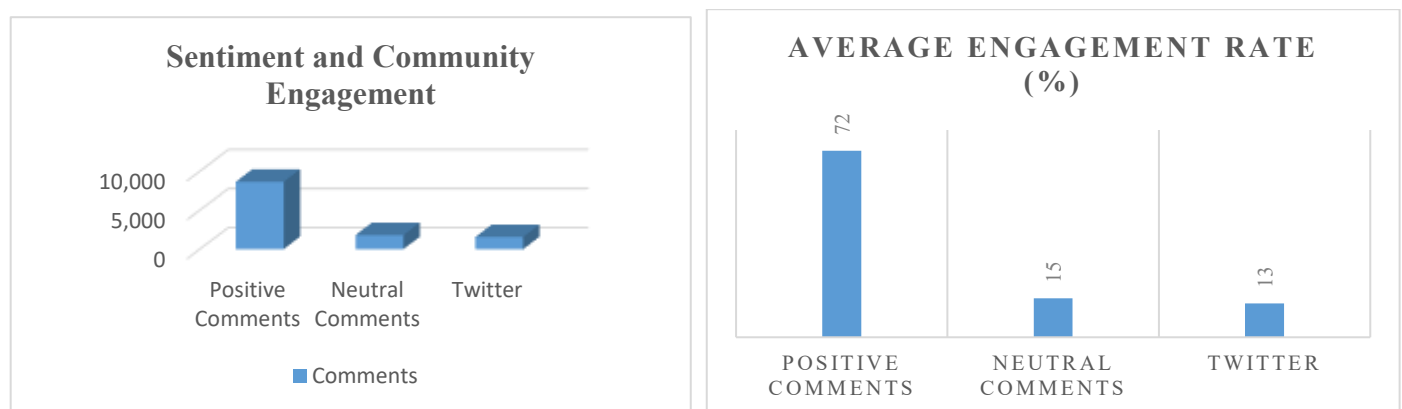 Sentiment and Community
Engagement
10,000
5,000
0
Positive
Comments
Neutral
Comments
Twitter
Comments
AVERAGE ENGAGEMENT RATE
(%)
72
15
13
POSITIVE
COMMENTS
NEUTRAL
COMMENTS
TWITTER